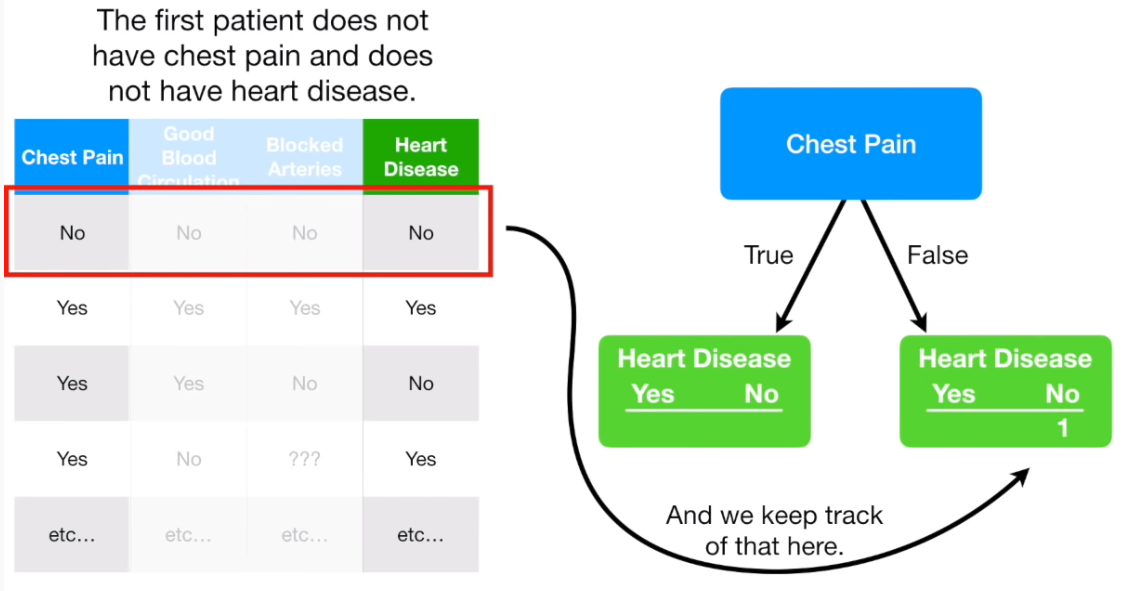 The first patient does not
have chest pain and does
not have heart disease.
Chest Pain
Good
Blood
Circulation
Blocked
Arteries
Heart
Disease
No No No No
Yes Yes Yes Yes
Yes Yes No No
Yes No ??? Yes
etc... etc... etc... etc...
Chest Pain
True False
Heart Disease
Yes No
Heart Disease
Yes No
1
And we keep track
of that here.